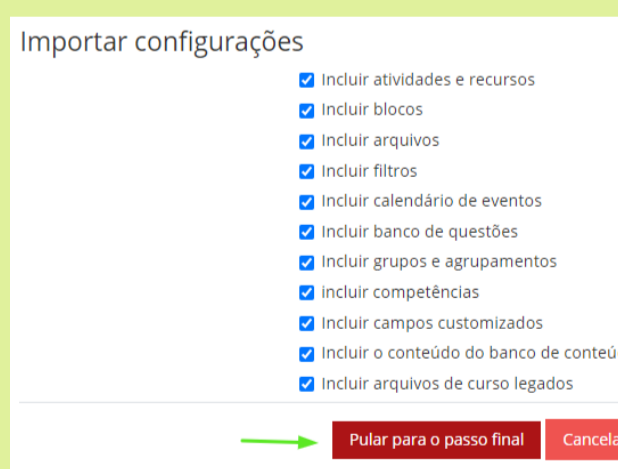 Importar configurações
Incluir atividades e recursos
Incluir blocos
Incluir arquivos
Incluir filtros
Incluir calendário de eventos
Incluir banco de questões
Incluir grupos e agrupamentos
incluir competências
Incluir campos customizados
Incluir o conteúdo do banco de conteú
Incluir arquivos de curso legados
Pular para o passo final Cancela